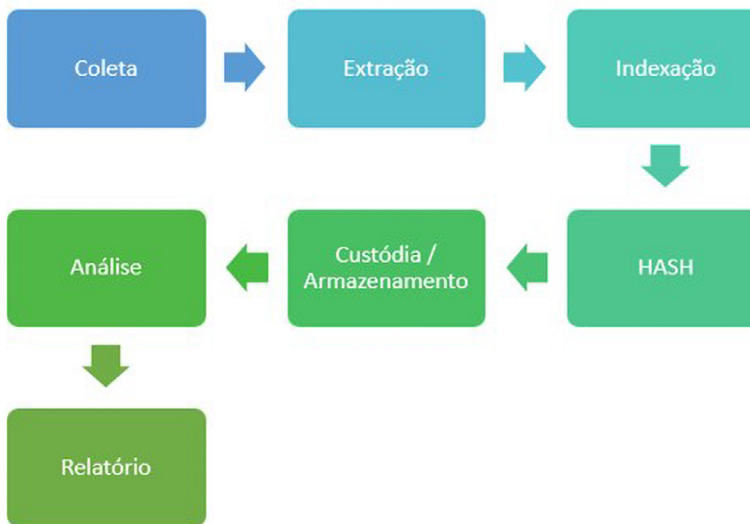 Coleta
Extração
Indexação
HASH
Custódia /
Armazenamento
Análise
Relatório